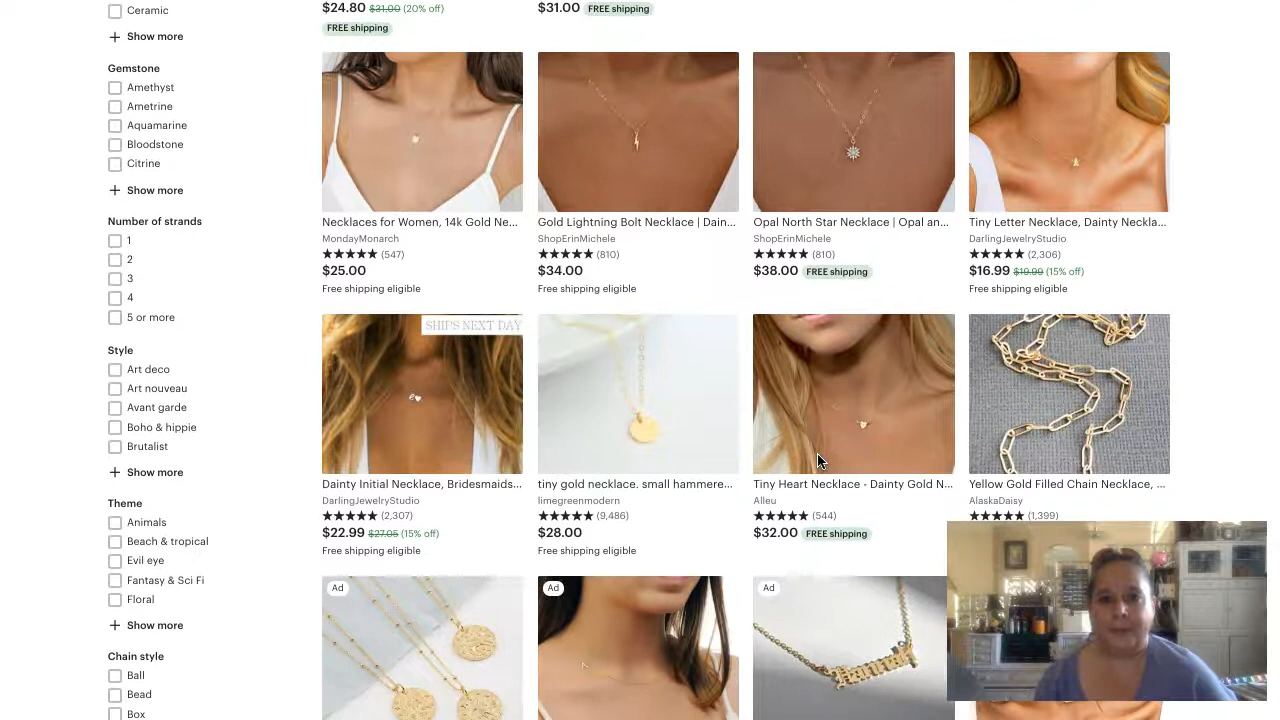 Ceramic
Show more
Gemstone
Amethyst
Ametrine
Aquamarine
Bloodstone
Citrine
Show more
Number of strands
1
2
3
4
5 or more
Style
Art deco
Art nouveau
Avant garde
Boho & hippie
Brutalist
Show more
Theme
Animals
Beach & tropical
Evil eye
Fantasy & Sci Fi
Floral
Show more
Chain style
Ball
Bead
Box
$24.80 $31.00 (20% off)
FREE shipping
$31.00 FREE shipping
Necklaces for Women, 14k Gold Ne...
MondayMonarch
(547)
$25.00
Free shipping eligible
Gold Lightning Bolt Necklace | Dain...
ShopErinMichele
(810)
$34.00
Free shipping eligible
Opal North Star Necklace | Opal an...
ShopErinMichele
(810)
$38.00 FREE shipping
Tiny Letter Necklace, Dainty Neckla...
DarlingJewelryStudio
(2,306)
$16.99 $19.99 (15% off)
Free shipping eligible
SHIPS NEXT DAY
Dainty Initial Necklace, Bridesmaids...
DarlingJewelryStudio
(2,307)
$22.99 $27.05 (15% off)
Free shipping eligible
tiny gold necklace. small hammere...
limegreenmodern
(9,486)
$28.00
Free shipping eligible
Tiny Heart Necklace - Dainty Gold N...
Alleu
(544)
$32.00 FREE shipping
Yellow Gold Filled Chain Necklace, ...
AlaskaDaisy
(1,399)
Ad
Ad
Ad